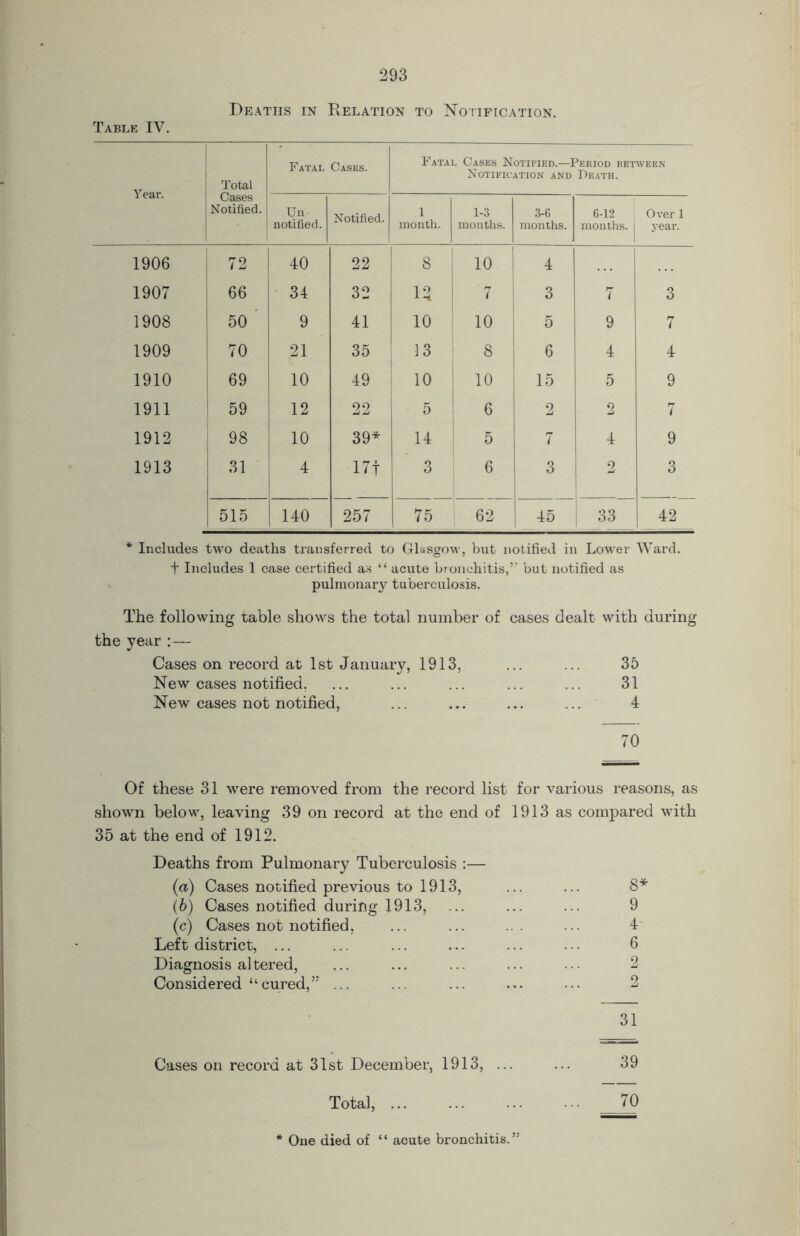 293
Deaths in Relation to Notification.
Table IV.
Year. | Total Cases Notified. | Fatal Cases. | Fatal Cases Notified.—Period between Notification and Death.
Un-notified. | Notified. | 1 month. | 1-3 months. | 3-6 months. | 6-12 months. | Over 1 year.
1906 | 72 | 40 | 22 | 8 | 10 | 4 | ... | ...
1907 | 66 | 34 | 32 | 12 | 7 | 3 | 7 | 3
1908 | 50 | 9 | 41 | 10 | 10 | 5 | 9 | 7
1909 | 70 | 21 | 35 | 13 | 8 | 6 | 4 | 4
1910 | 69 | 10 | 49 | 10 | 10 | 15 | 5 | 9
1911 | 59 | 12 | 22 | 5 | 6 | 2 | 2 | 7
1912 | 98 | 10 | 39* | 14 | 5 | 7 | 4 | 9
1913 | 31 | 4 | 17† | 3 | 6 | 3 | 2 | 3
515 | 140 | 257 | 75 | 62 | 45 | 33 | 42
* Includes two deaths transferred to Glasgow, but notified in Lower Ward.
† Includes 1 case certified as “acute bronchitis,” but notified as
pulmonary tuberculosis.
The following table shows the total number of cases dealt with during
the year :—
Cases on record at 1st January, 1913, ... ... 35
New cases notified, ... ... ... ... ... 31
New cases not notified, ... ... ... ... 4
70
Of these 31 were removed from the record list for various reasons, as
shown below, leaving 39 on record at the end of 1913 as compared with
35 at the end of 1912.
Deaths from Pulmonary Tuberculosis :—
(a) Cases notified previous to 1913, ... ... 8*
(b) Cases notified during 1913, ... ... ... 9
(c) Cases not notified, ... ... ... ... 4
Left district, ... ... ... ... ... ... 6
Diagnosis altered, ... ... ... ... ... 2
Considered “cured,” ... ... ... ... ... 2
31
Cases on record at 31st December, 1913, ... ... 39
Total, ... ... ... ... 70
* One died of “acute bronchitis.”